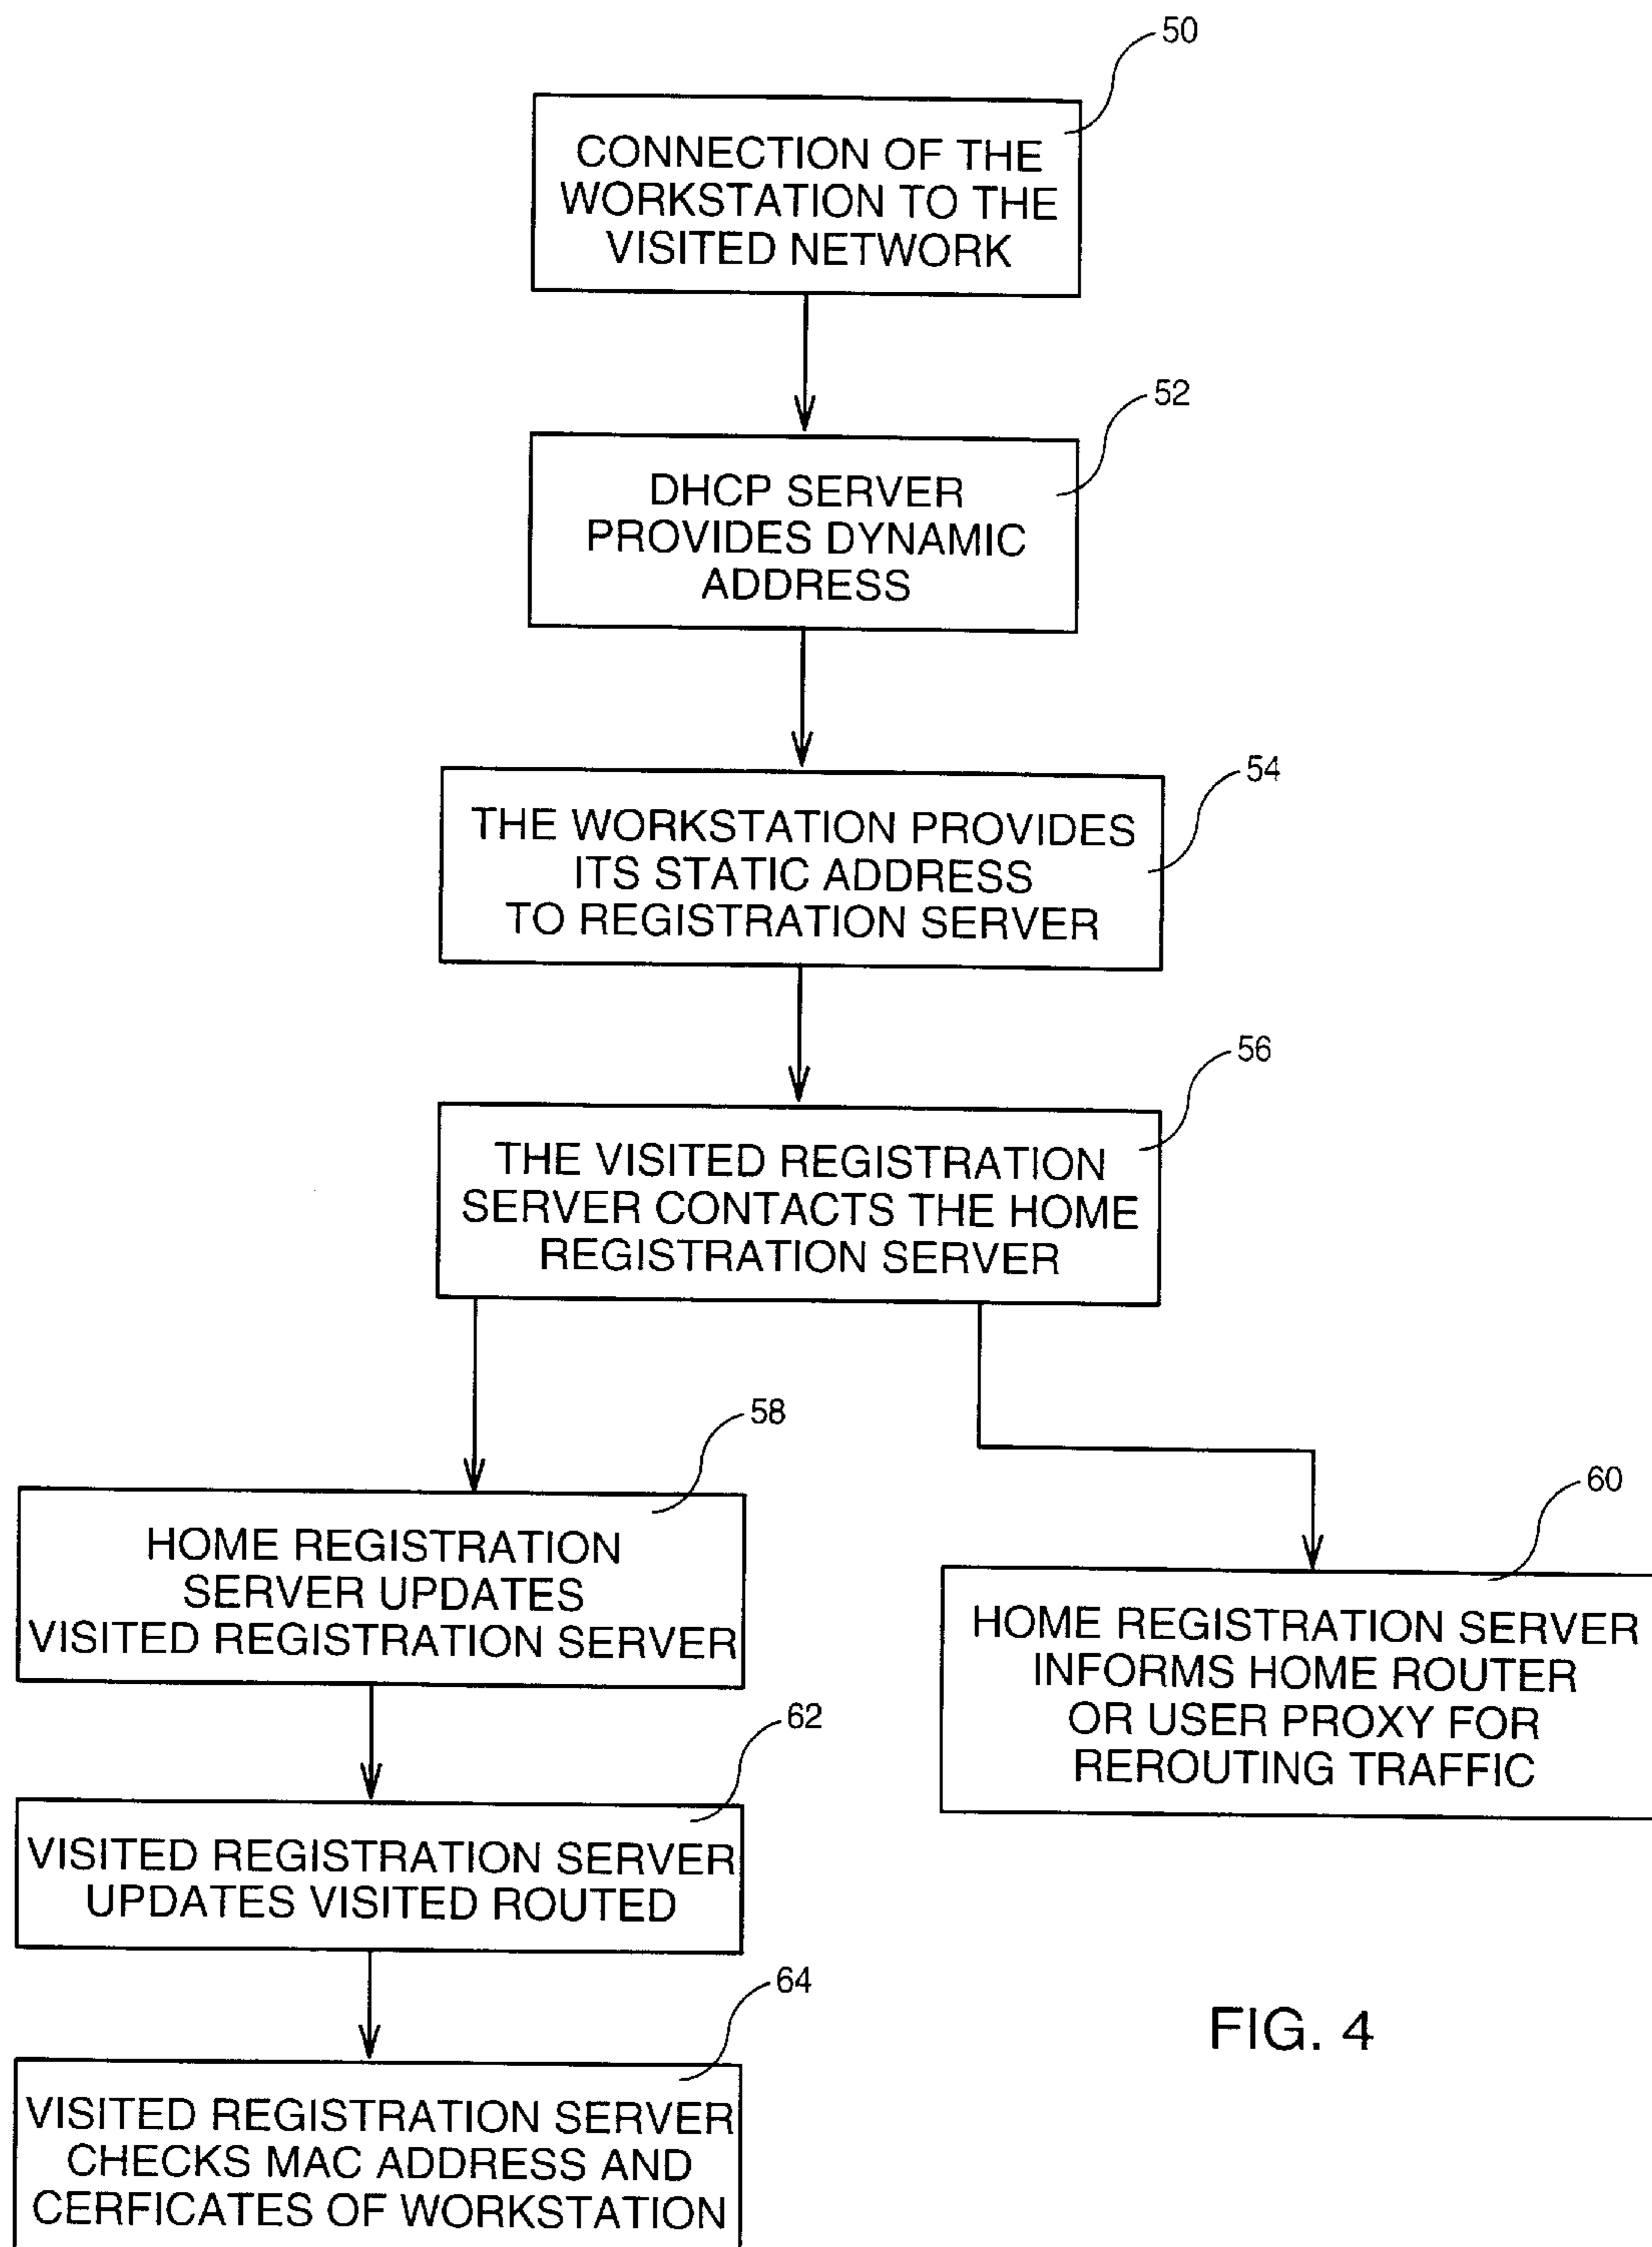 50
CONNECTION OF THE
WORKSTATION TO THE
VISITED NETWORK
52
DHCP SERVER
PROVIDES DYNAMIC
ADDRESS
54
THE WORKSTATION PROVIDES
ITS STATIC ADDRESS
TO REGISTRATION SERVER
56
THE VISITED REGISTRATION
SERVER CONTACTS THE HOME
REGISTRATION SERVER
58
HOME REGISTRATION
SERVER UPDATES
VISITED REGISTRATION SERVER
60
HOME REGISTRATION SERVER
INFORMS HOME ROUTER
OR USER PROXY FOR
REROUTING TRAFFIC
62
VISITED REGISTRATION SERVER
UPDATES VISITED ROUTED
64
VISITED REGISTRATION SERVER
CHECKS MAC ADDRESS AND
CERFICATES OF WORKSTATION
FIG. 4